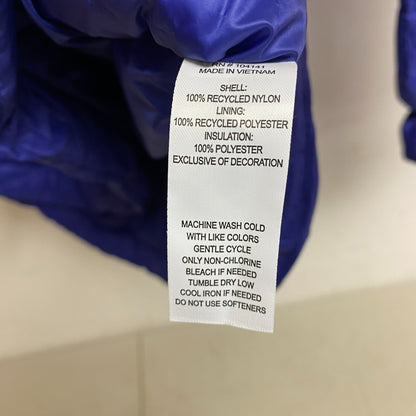 RN # 104141
MADE IN VIETNAM
SHELL:
100% RECYCLED NYLON
LINING:
100% RECYCLED POLYESTER
INSULATION:
100% POLYESTER
EXCLUSIVE OF DECORATION
MACHINE WASH COLD
WITH LIKE COLORS
GENTLE CYCLE
ONLY NON-CHLORINE
BLEACH IF NEEDED
TUMBLE DRY LOW
COOL IRON IF NEEDED
DO NOT USE SOFTENERS